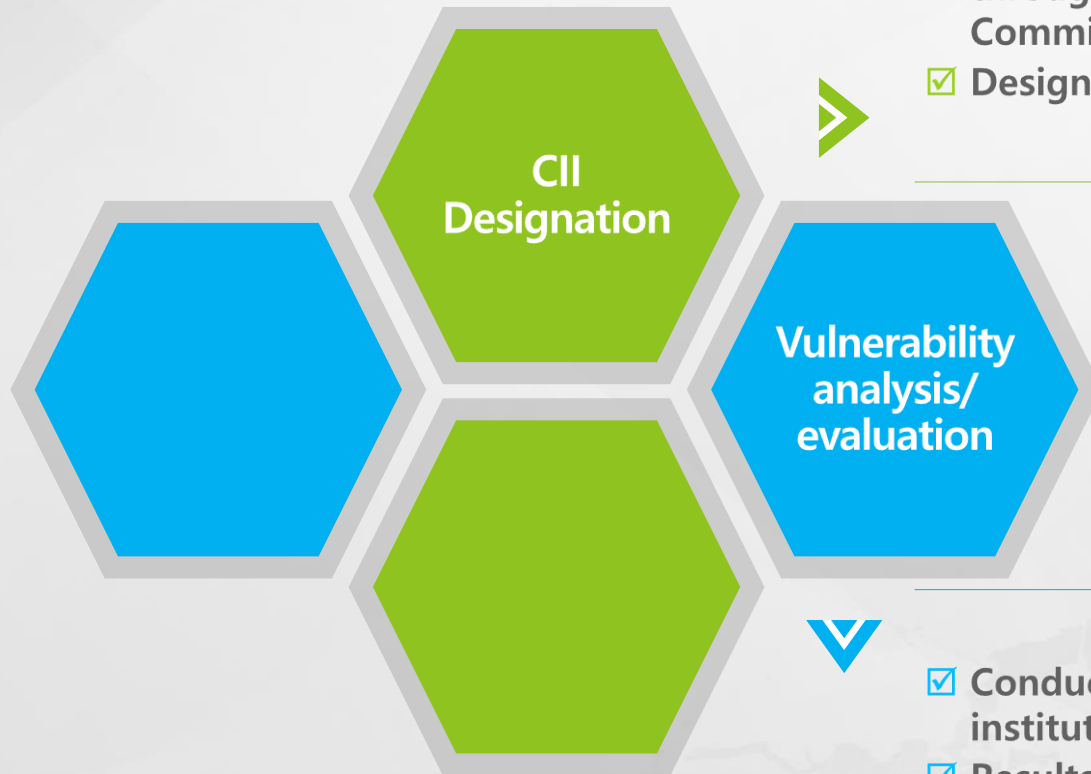 Commi
Design
CII
Designation
Vulnerability
analysis/
evaluation
Conduc
institut